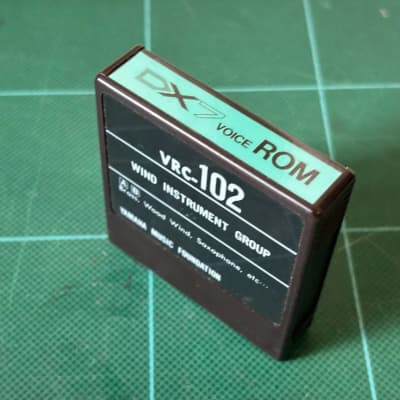 DX7 VOICE ROM
VRC-102
WIND INSTRUMENT GROUP
A B
Wood Wind, Saxophone, etc...
YAMAHA MUSIC FOUNDATION